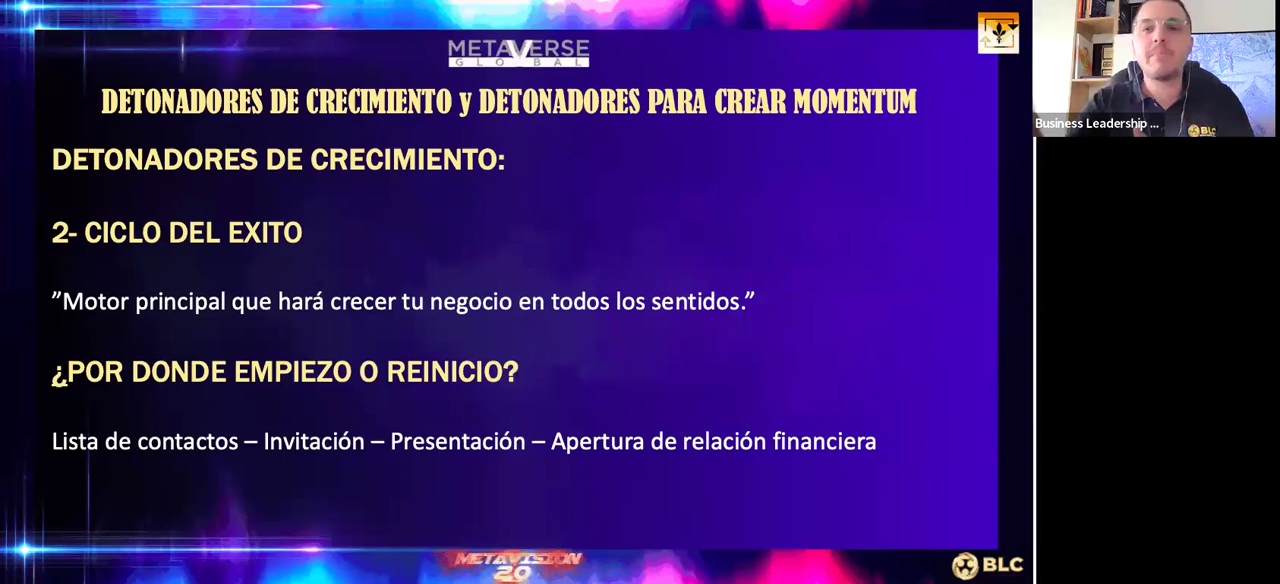 METAVERSE
GLOBAL
DETONADORES DE CRECIMIENTO y DETONADORES PARA CREAR MOMENTUM
DETONADORES DE CRECIMIENTO:
2- CICLO DEL EXITO
”Motor principal que hará crecer tu negocio en todos los sentidos.”
¿POR DONDE EMPIEZO O REINICIO?
Lista de contactos – Invitación – Presentación – Apertura de relación financiera
METAVISION
2.0
BLC
Business Leadership ...
BLC